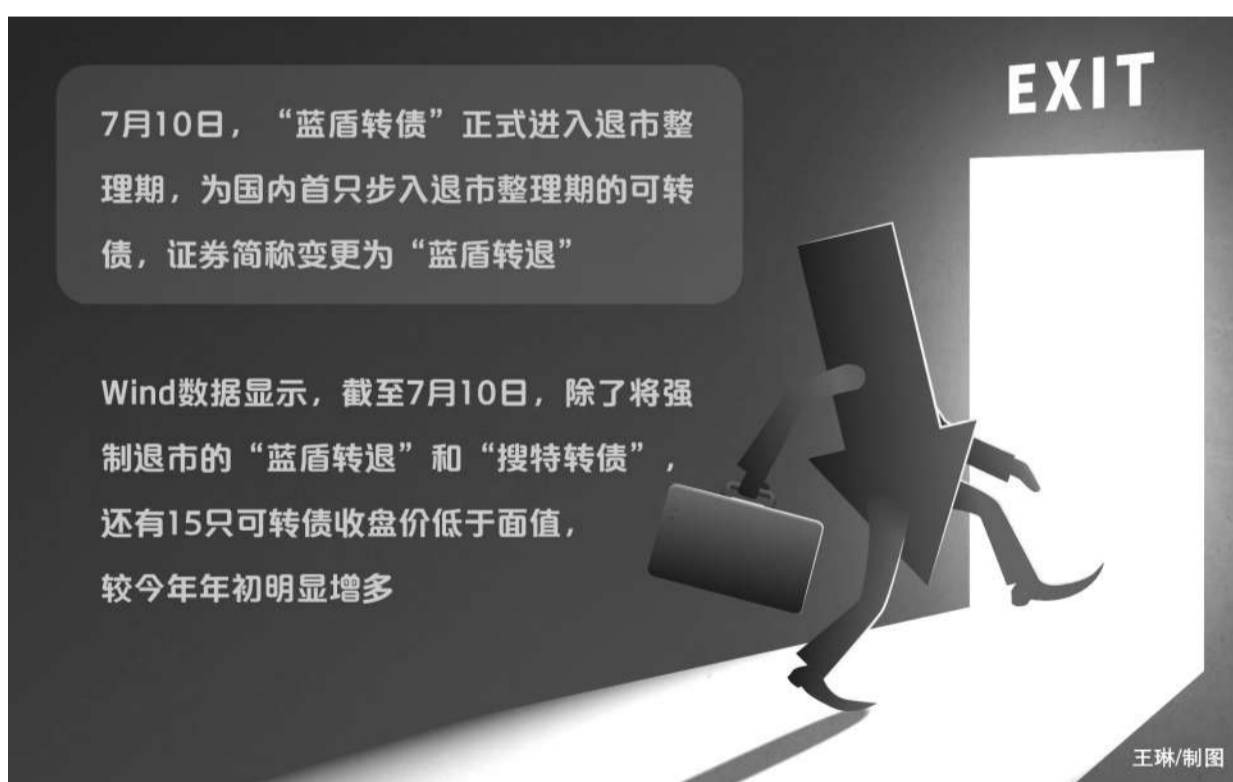 EXIT
7月10日，“蓝盾转债”正式进入退市整
理期，为国内首只步入退市整理期的可转
债，证券简称变更为“蓝盾转退”
Wind数据显示，截至7月10日，除了将强
制退市的“蓝盾转退”和“搜特转债”，
还有15只可转债收盘价低于面值，
较今年年初明显增多
王琳/制图